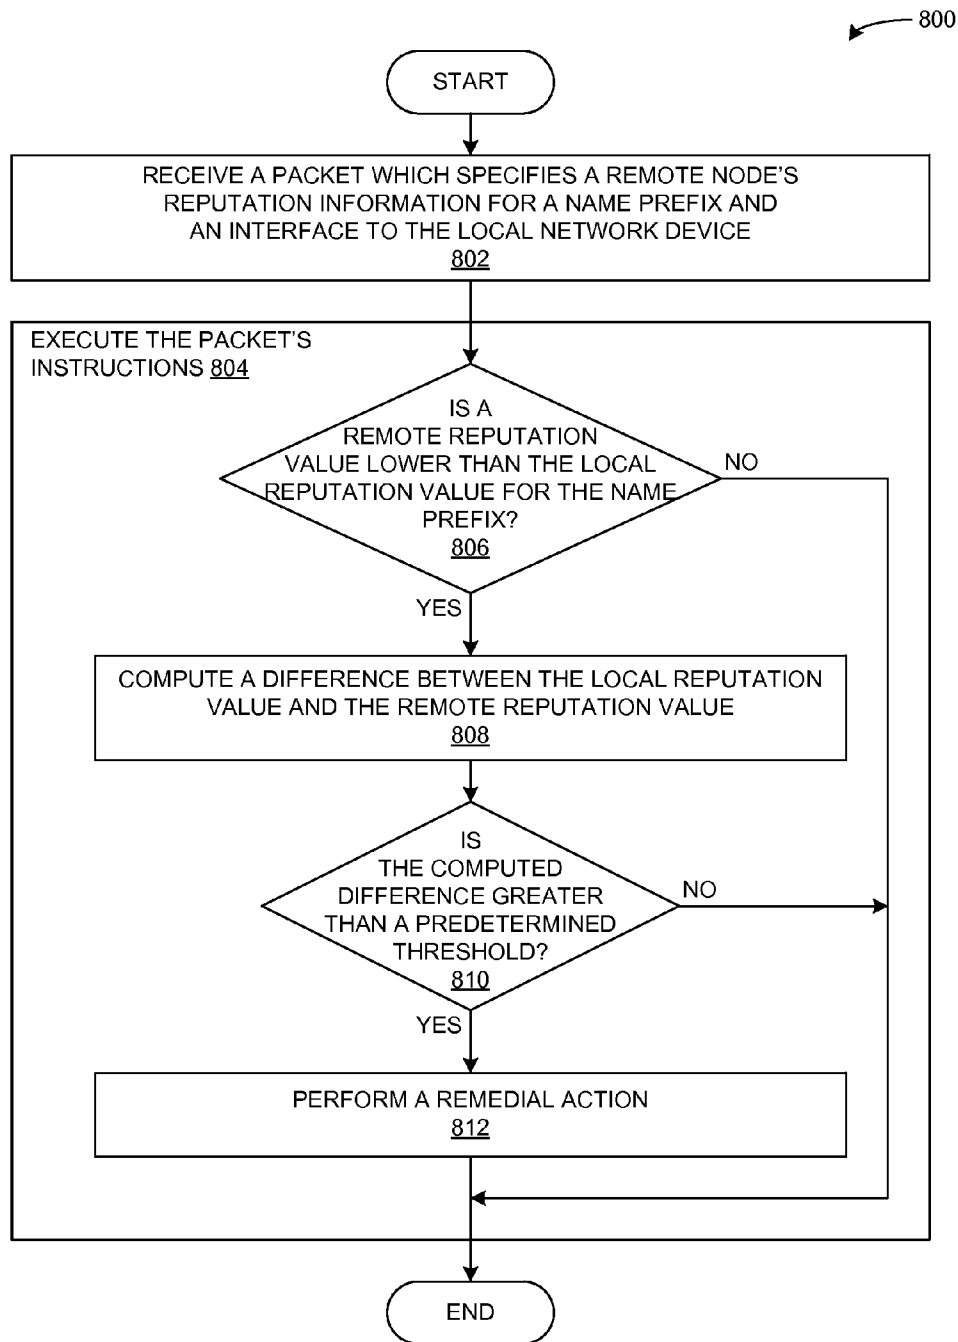 800
START
RECEIVE A PACKET WHICH SPECIFIES A REMOTE NODE'S
REPUTATION INFORMATION FOR A NAME PREFIX AND
AN INTERFACE TO THE LOCAL NETWORK DEVICE
802
EXECUTE THE PACKET'S
INSTRUCTIONS 804
IS A
REMOTE REPUTATION
VALUE LOWER THAN THE LOCAL
REPUTATION VALUE FOR THE NAME
PREFIX?
806
NO
YES
COMPUTE A DIFFERENCE BETWEEN THE LOCAL REPUTATION
VALUE AND THE REMOTE REPUTATION VALUE
808
IS
THE COMPUTED
DIFFERENCE GREATER
THAN A PREDETERMINED
THRESHOLD?
810
NO
YES
PERFORM A REMEDIAL ACTION
812
END